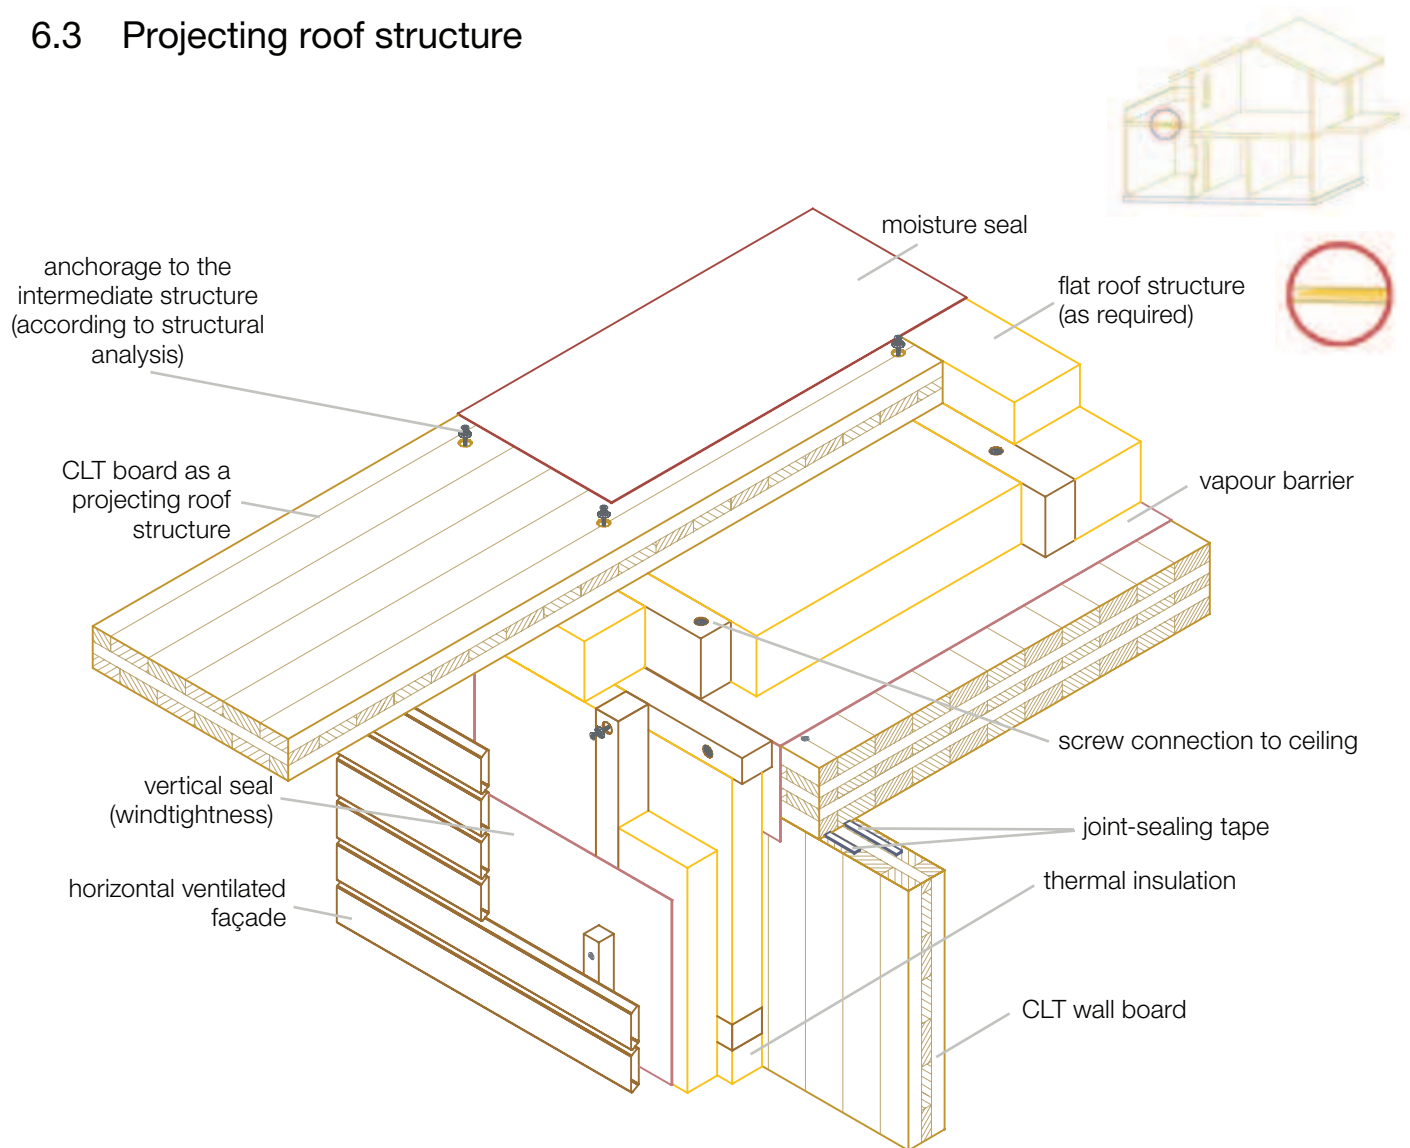 6.3 Projecting roof structure
moisture seal
anchorage to the
intermediate structure
(according to structural
analysis)
flat roof structure
(as required)
CLT board as a
projecting roof
structure
vapour barrier
screw connection to ceiling
vertical seal
(windtightness)
joint-sealing tape
thermal insulation
horizontal ventilated
façade
CLT wall board